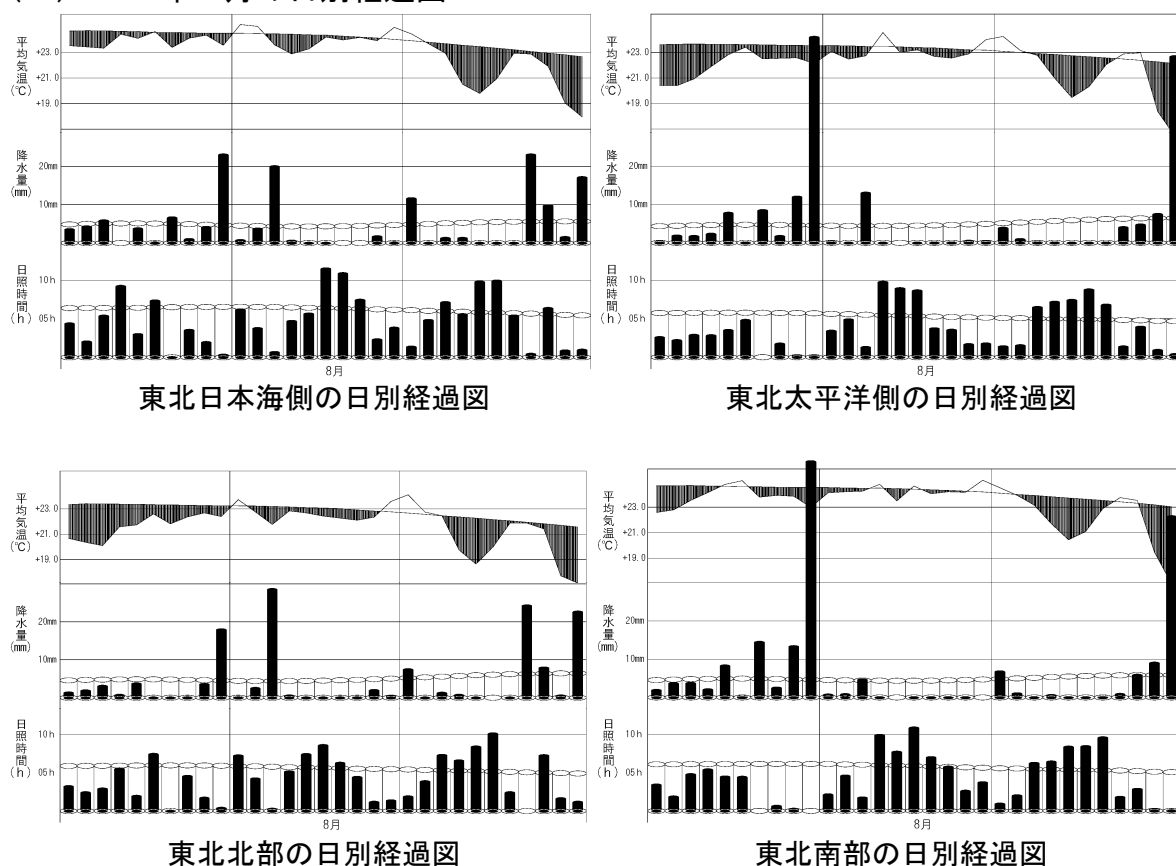 平均気温(℃)
+23.0
+21.0
+19.0
降水量(mm)
20mm
10mm
日照時間(h)
10h
05h
8月
東北日本海側の日別経過図
平均気温(℃)
+23.0
+21.0
+19.0
降水量(mm)
20mm
10mm
日照時間(h)
10h
05h
8月
東北太平洋側の日別経過図
平均気温(℃)
+23.0
+21.0
+19.0
降水量(mm)
20mm
10mm
日照時間(h)
10h
05h
8月
東北北部の日別経過図
平均気温(℃)
+23.0
+21.0
+19.0
降水量(mm)
20mm
10mm
日照時間(h)
10h
05h
8月
東北南部の日別経過図